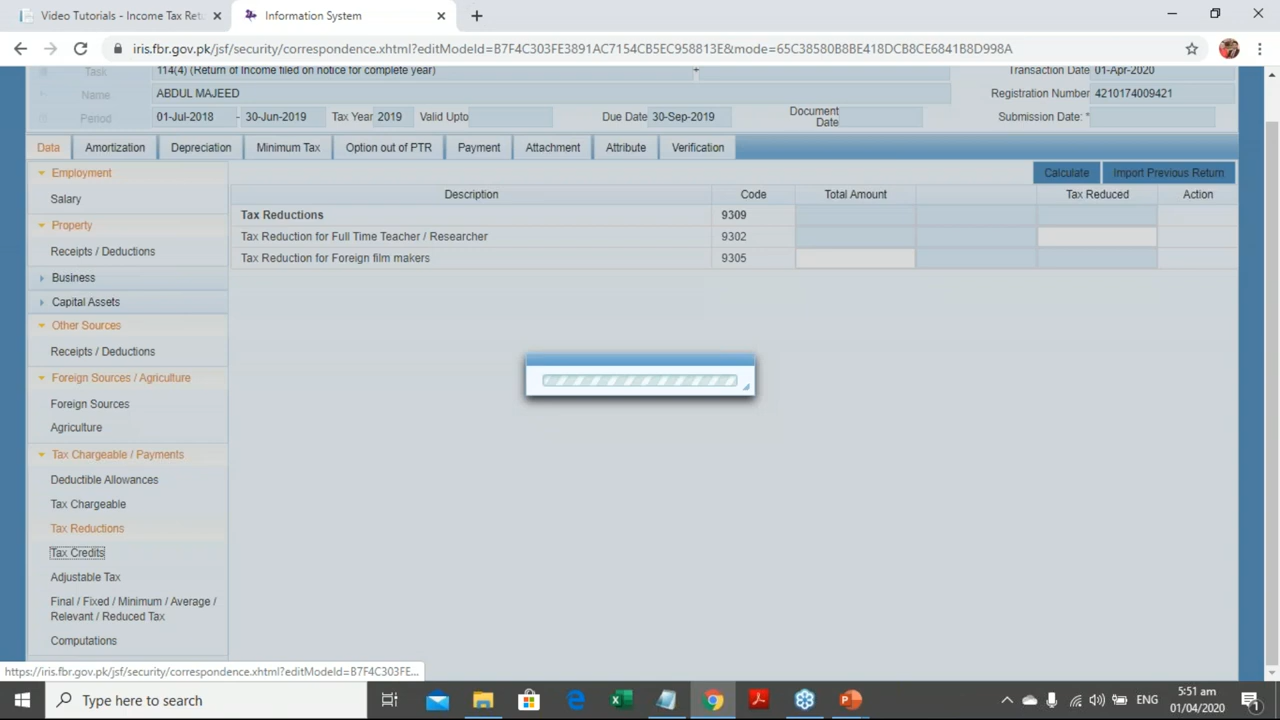 Video Tutorials - Income Tax Retu
Information System
iris.fbr.gov.pk/jsf/security/correspondence.xhtml?editModeId=B7F4C303FE3891AC7154CB5EC958813E&mode=65C38580B8BE418DCB8CE6841B8D998A
Task 114(4) (Return of Income filed on notice for complete year) Transaction Date 01-Apr-2020
Name ABDUL MAJEED Registration Number 4210174009421
Period 01-Jul-2018 - 30-Jun-2019 Tax Year 2019 Valid Upto Due Date 30-Sep-2019 Document Date Submission Date: *
Data Amortization Depreciation Minimum Tax Option out of PTR Payment Attachment Attribute Verification
Employment
Salary
Property
Receipts / Deductions
Business
Capital Assets
Other Sources
Receipts / Deductions
Foreign Sources / Agriculture
Foreign Sources
Agriculture
Tax Chargeable / Payments
Deductible Allowances
Tax Chargeable
Tax Reductions
Tax Credits
Adjustable Tax
Final / Fixed / Minimum / Average /
Relevant / Reduced Tax
Computations
Calculate Import Previous Return
Description Code Total Amount Tax Reduced Action
Tax Reductions 9309
Tax Reduction for Full Time Teacher / Researcher 9302
Tax Reduction for Foreign film makers 9305
https://iris.fbr.gov.pk/jsf/security/correspondence.xhtml?editModeId=B7F4C303FE...
Type here to search
ENG
5:51 am
01/04/2020
1